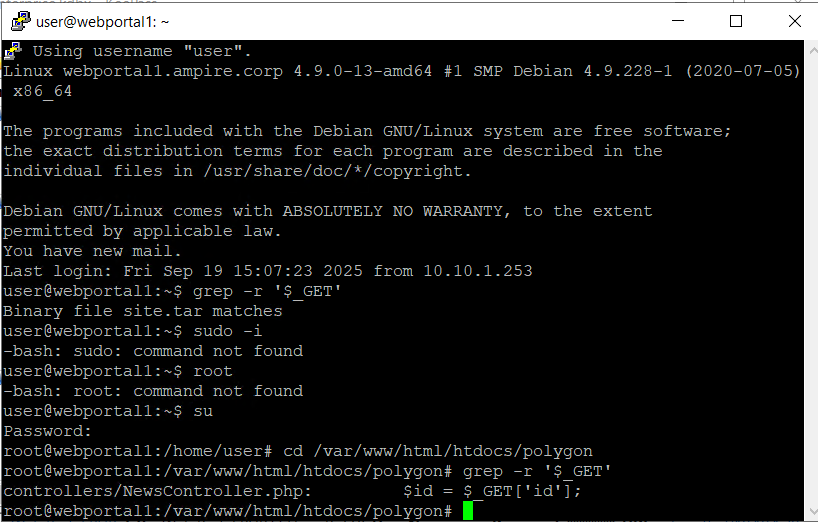 user@webportal1: ~
Using username "user".
Linux webportal1.ampire.corp 4.9.0-13-amd64 #1 SMP Debian 4.9.228-1 (2020-07-05)
 x86_64
The programs included with the Debian GNU/Linux system are free software;
the exact distribution terms for each program are described in the
individual files in /usr/share/doc/*/copyright.
Debian GNU/Linux comes with ABSOLUTELY NO WARRANTY, to the extent
permitted by applicable law.
You have new mail.
Last login: Fri Sep 19 15:07:23 2025 from 10.10.1.253
user@webportal1:~$ grep -r '$_GET'
Binary file site.tar matches
user@webportal1:~$ sudo -i
-bash: sudo: command not found
user@webportal1:~$ root
-bash: root: command not found
user@webportal1:~$ su
Password:
root@webportal1:/home/user# cd /var/www/html/htdocs/polygon
root@webportal1:/var/www/html/htdocs/polygon# grep -r '$_GET'
controllers/NewsController.php:         $id = $_GET['id'];
root@webportal1:/var/www/html/htdocs/polygon#